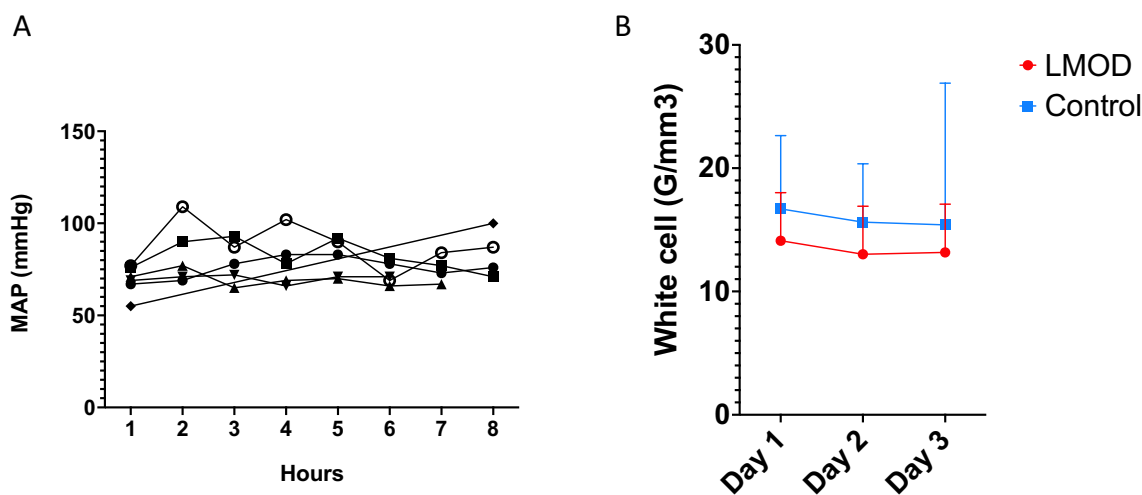 A
MAP (mmHg)
150
100
50
0
1 2 3 4 5 6 7 8
Hours
B
White cell (G/mm3)
30
20
10
0
Day 1 Day 2 Day 3
LMOD
Control